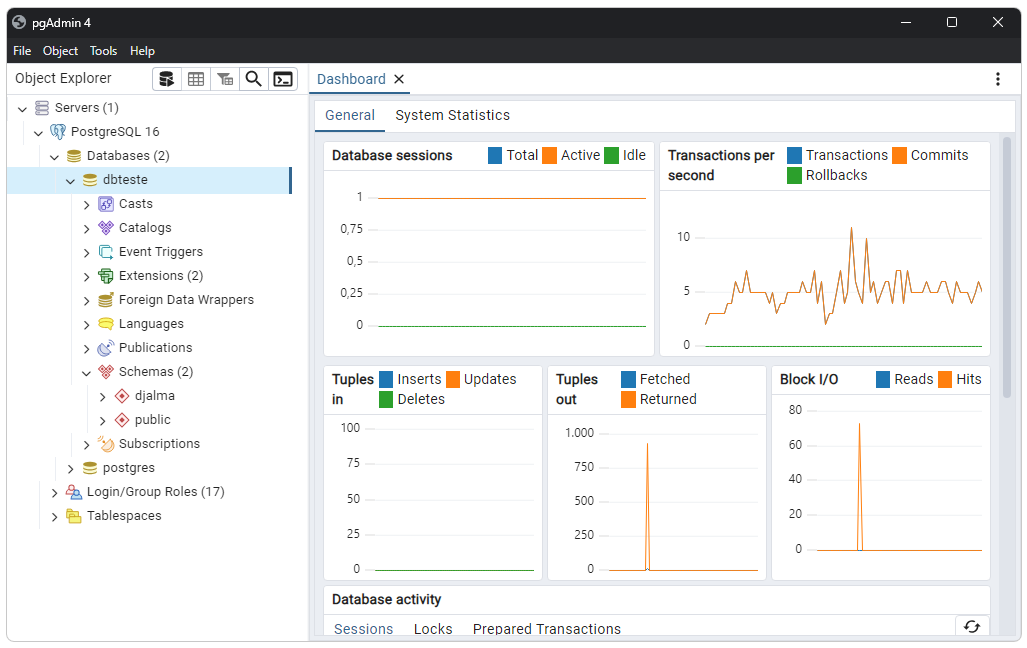 pgAdmin 4
File Object Tools Help
Object Explorer
Servers (1)
PostgreSQL 16
Databases (2)
dbteste
Casts
Catalogs
Event Triggers
Extensions (2)
Foreign Data Wrappers
Languages
Publications
Schemas (2)
djalma
public
Subscriptions
postgres
Login/Group Roles (17)
Tablespaces
Dashboard
General System Statistics
Database sessions Total Active Idle
1
0,75
0,5
0,25
0
Transactions per second Transactions Commits
Rollbacks
10
5
0
Tuples in Inserts Updates
Deletes
100
75
50
25
0
Tuples out Fetched
Returned
1.000
750
500
250
0
Block I/O Reads Hits
80
60
40
20
0
Database activity
Sessions Locks Prepared Transactions